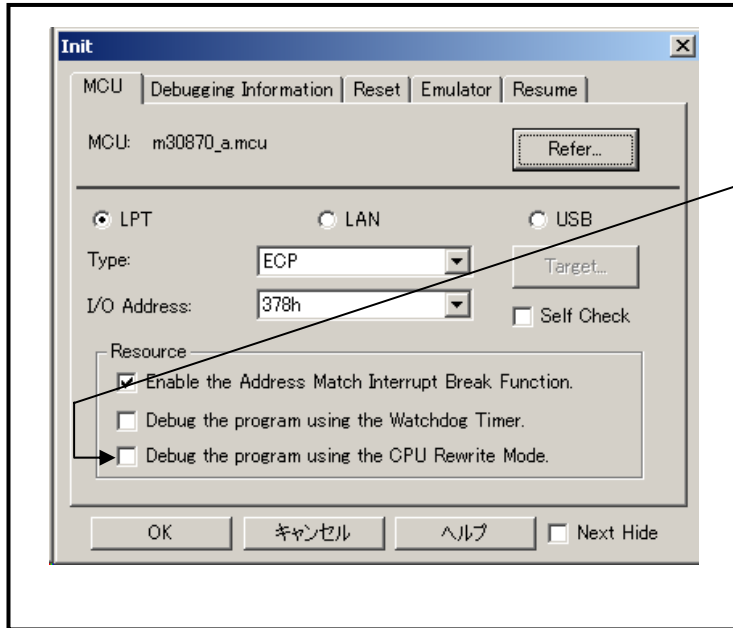 Init
MCU Debugging Information Reset Emulator Resume
MCU: m30870_a.mcu Refer...
LPT LAN USB
Type: ECP Target...
I/O Address: 378h Self Check
Resource
Enable the Address Match Interrupt Break Function.
Debug the program using the Watchdog Timer.
Debug the program using the CPU Rewrite Mode.
OK キャンセル ヘルプ Next Hide